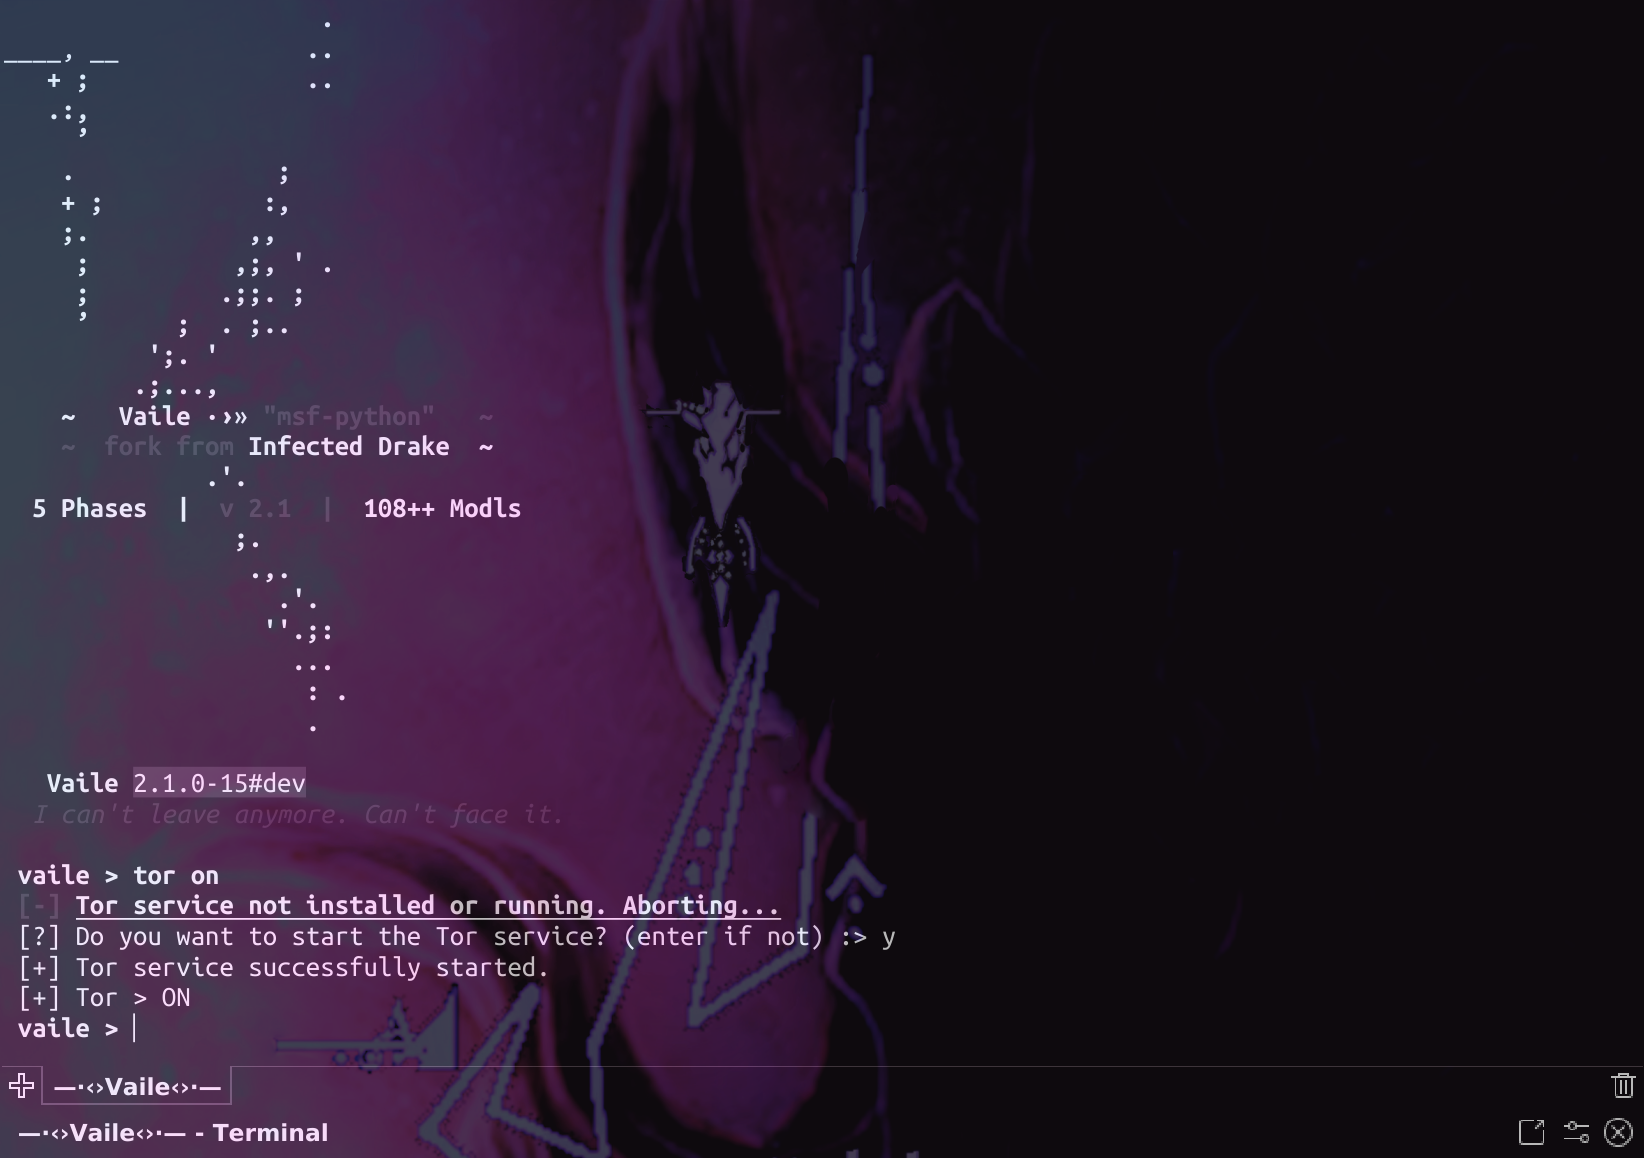 ~ Vaile ·›» "msf-python" ~
~ fork from Infected Drake ~
5 Phases | v 2.1 | 108++ Modls
Vaile 2.1.0-15#dev
I can't leave anymore. Can't face it.
vaile > tor on
[-] Tor service not installed or running. Aborting...
[?] Do you want to start the Tor service? (enter if not) :> y
[+] Tor service successfully started.
[+] Tor > ON
vaile >
—·‹›Vaile‹›·—
—·‹›Vaile‹›·— - Terminal